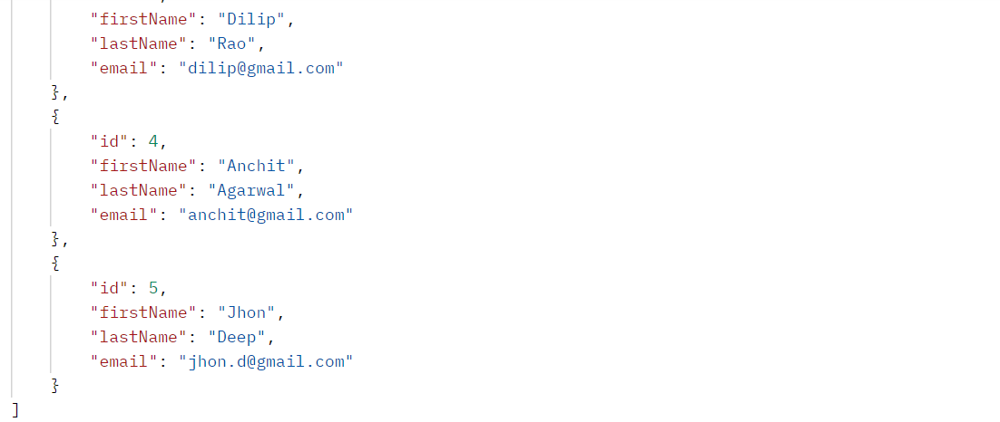 "firstName": "Dilip",
"lastName": "Rao",
"email": "dilip@gmail.com"
},
{
"id": 4,
"firstName": "Anchit",
"lastName": "Agarwal",
"email": "anchit@gmail.com"
},
{
"id": 5,
"firstName": "Jhon",
"lastName": "Deep",
"email": "jhon.d@gmail.com"
}
]